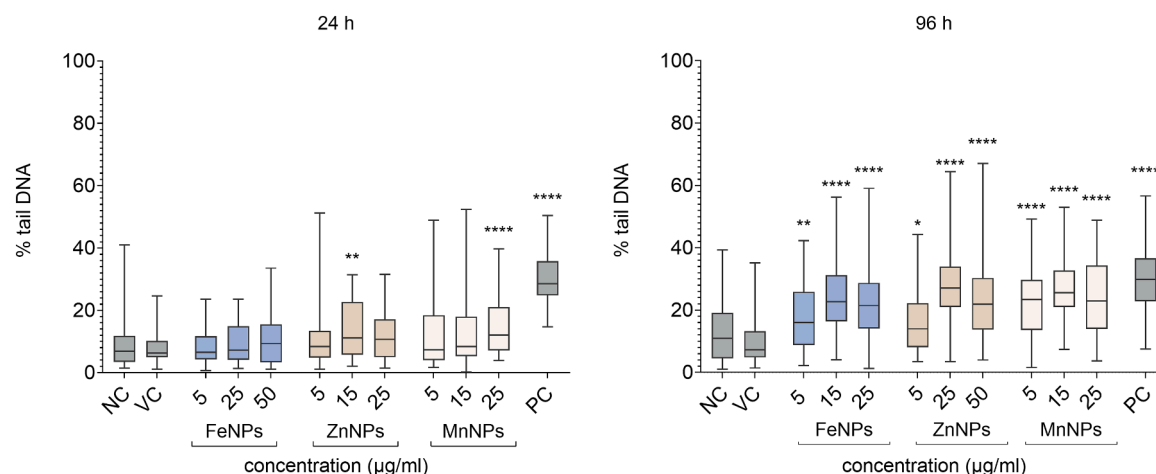 24 h
% tail DNA
100
80
60
40
20
0
**
****
****
NC VC 5 25 50 5 15 25 5 15 25 PC
FeNPs ZnNPs MnNPs
concentration (µg/ml)
96 h
% tail DNA
100
80
60
40
20
0
** **** **** * **** **** **** **** **** ****
NC VC 5 15 25 5 25 50 5 15 25 PC
FeNPs ZnNPs MnNPs
concentration (µg/ml)